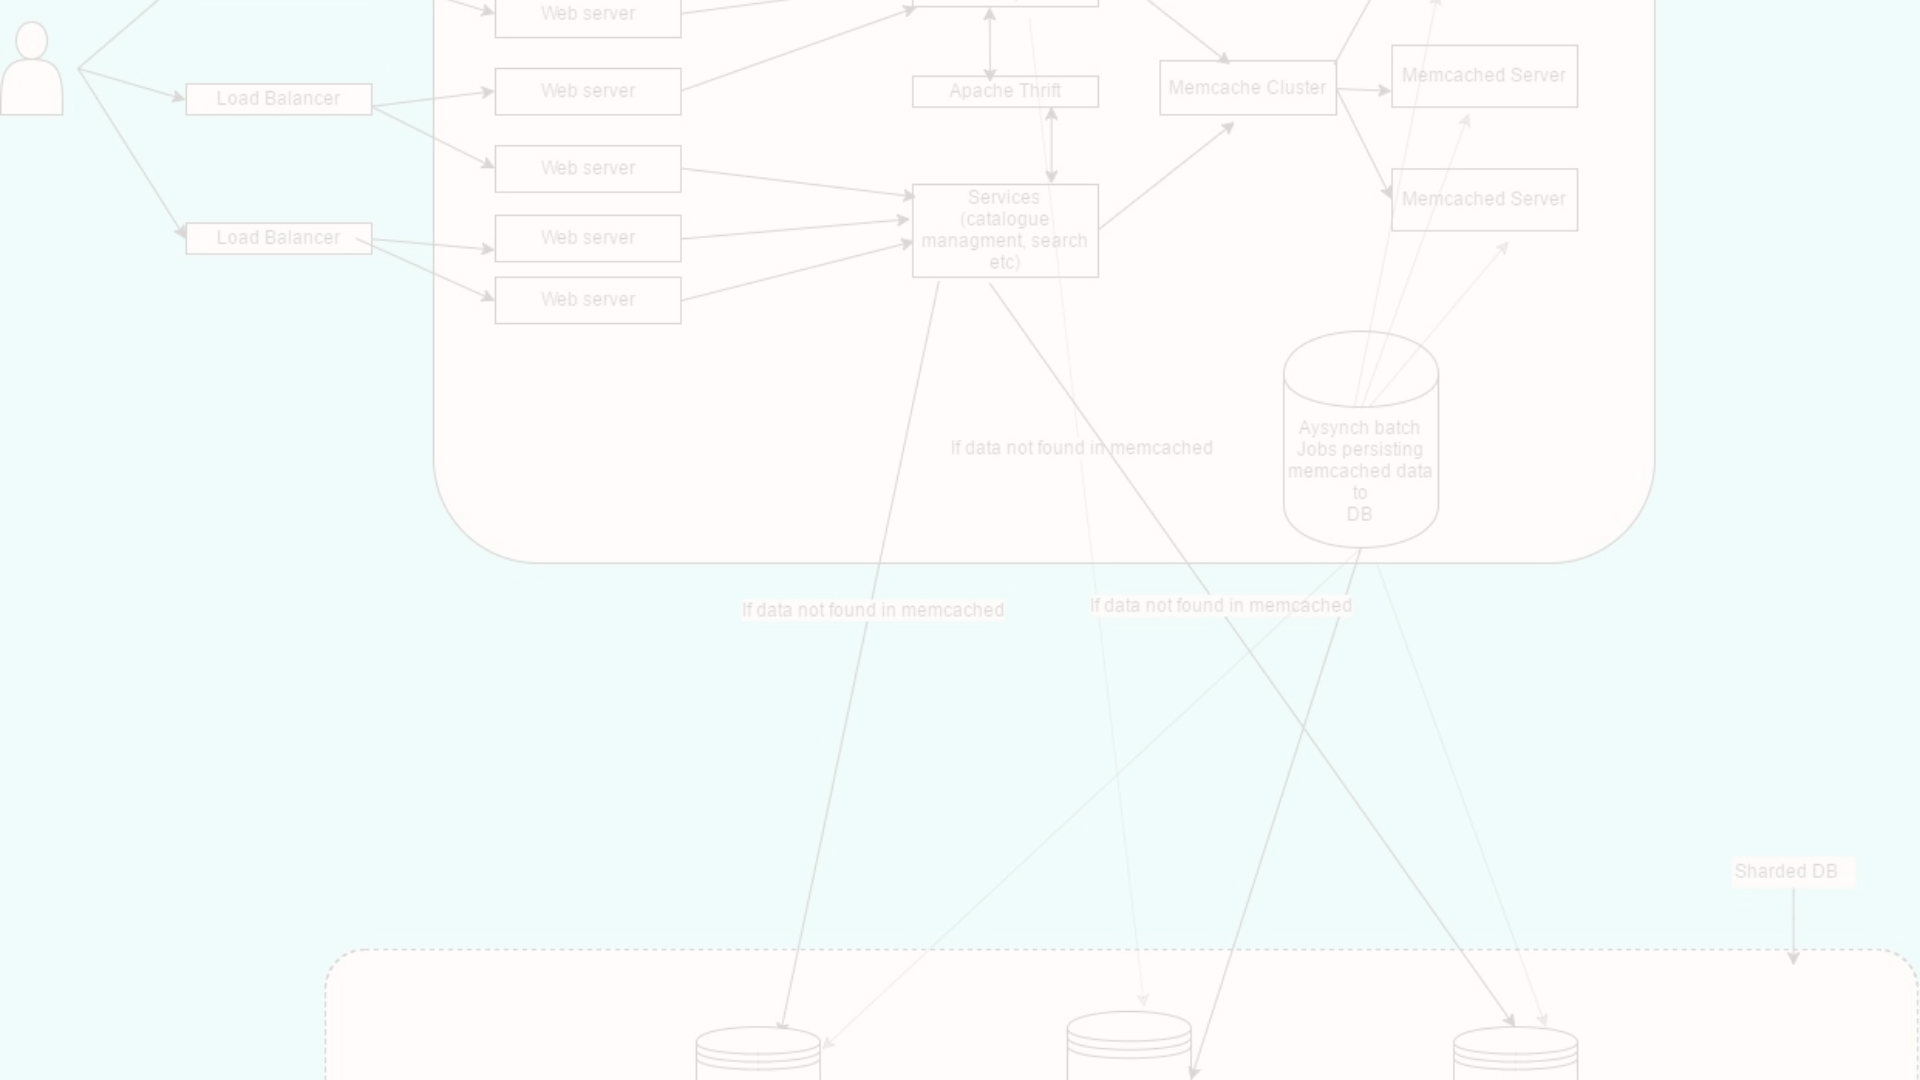 Web server
Web server
Load Balancer
Apache Thrift
Memcache Cluster
Memcached Server
Web server
Services
(catalogue
managment, search
etc)
Memcached Server
Load Balancer
Web server
Web server
If data not found in memcached
Aysynch batch
Jobs persisting
memcached data
to
DB
If data not found in memcached
If data not found in memcached
Sharded DB